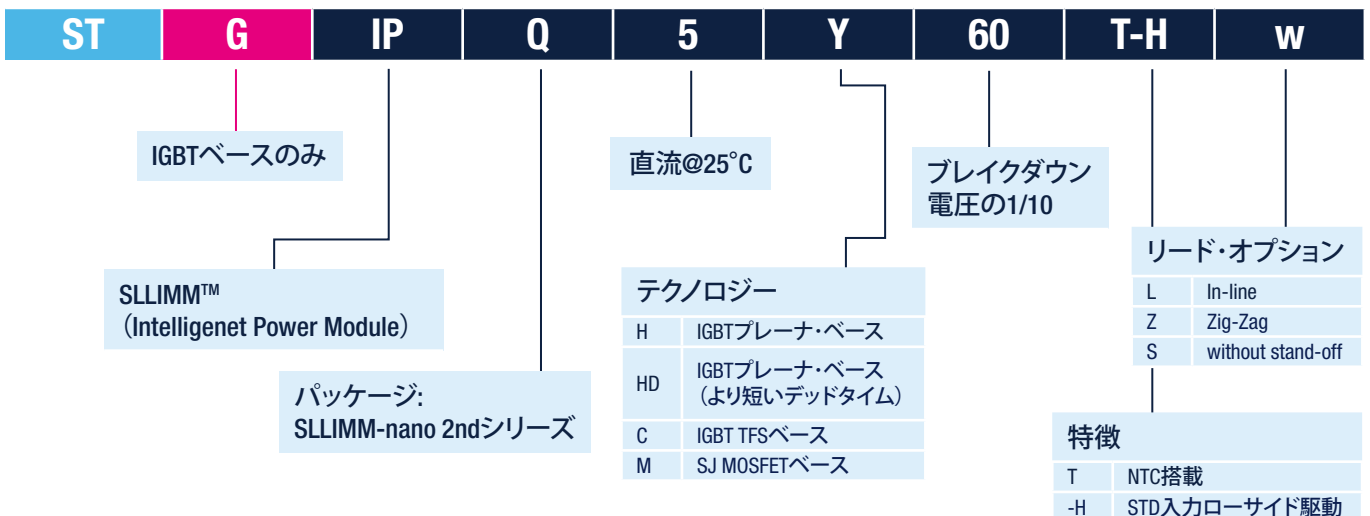 ST G IP Q 5 Y 60 T-H w
IGBTベースのみ
直流@25°C
ブレイクダウン
電圧の1/10
SLLIMM™
（Intelligenet Power Module）
パッケージ:
SLLIMM-nano 2ndシリーズ
テクノロジー
H IGBTプレーナ・ベース
HD IGBTプレーナ・ベース
（より短いデッドタイム）
C IGBT TFSベース
M SJ MOSFETベース
リード・オプション
L In-line
Z Zig-Zag
S without stand-off
特徴
T NTC搭載
-H STD入力ローサイド駆動